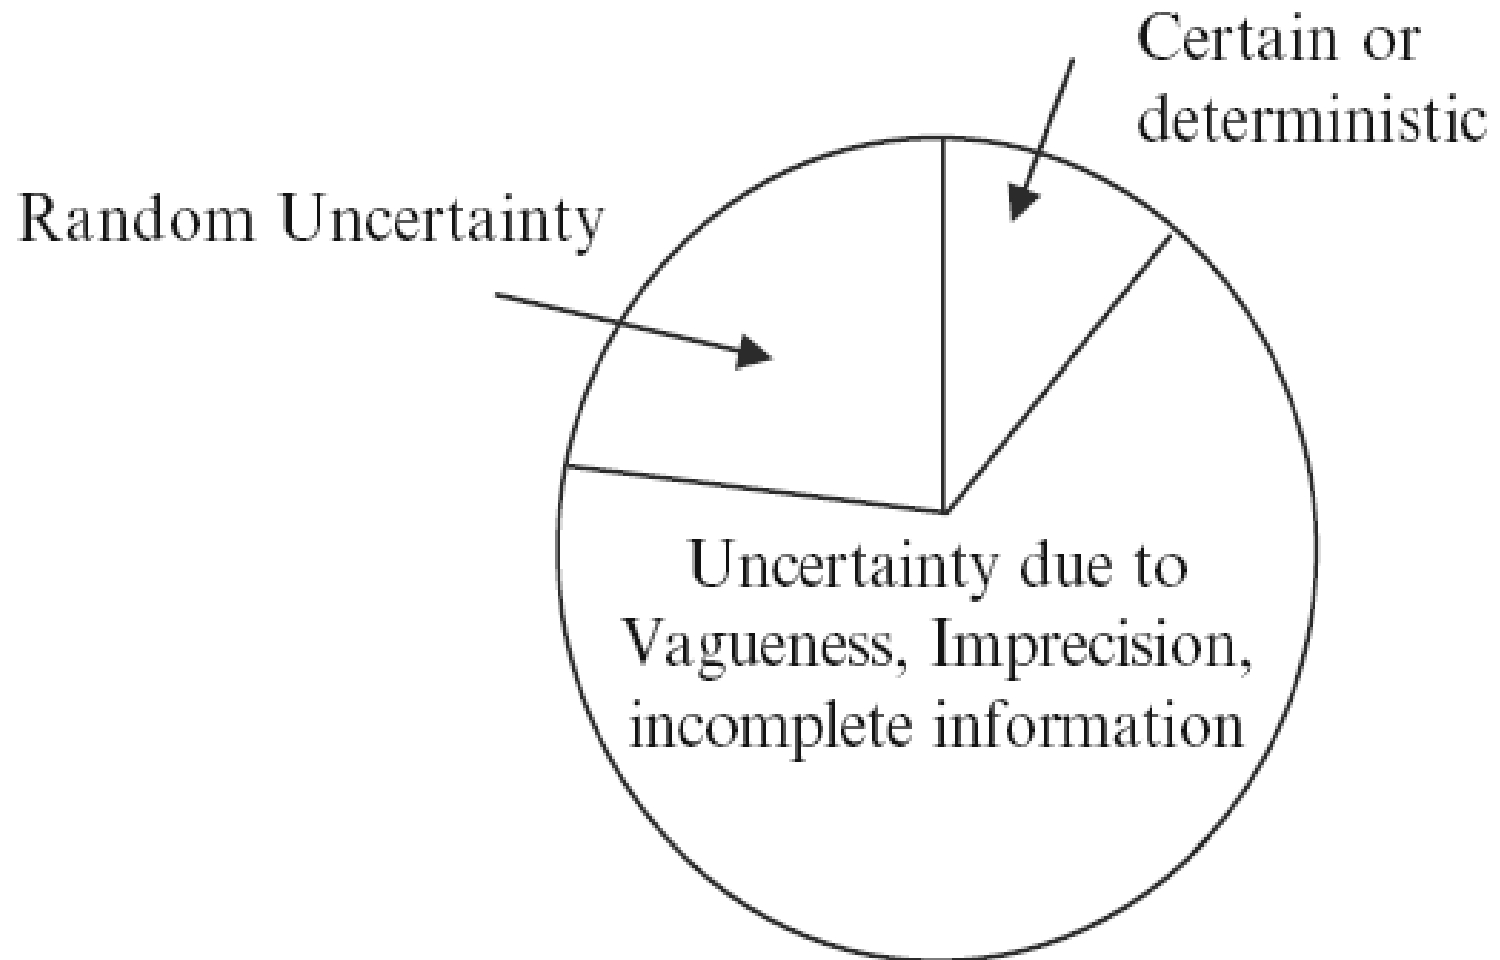 Certain or
deterministic
Random Uncertainty
Uncertainty due to
Vagueness, Imprecision,
incomplete information